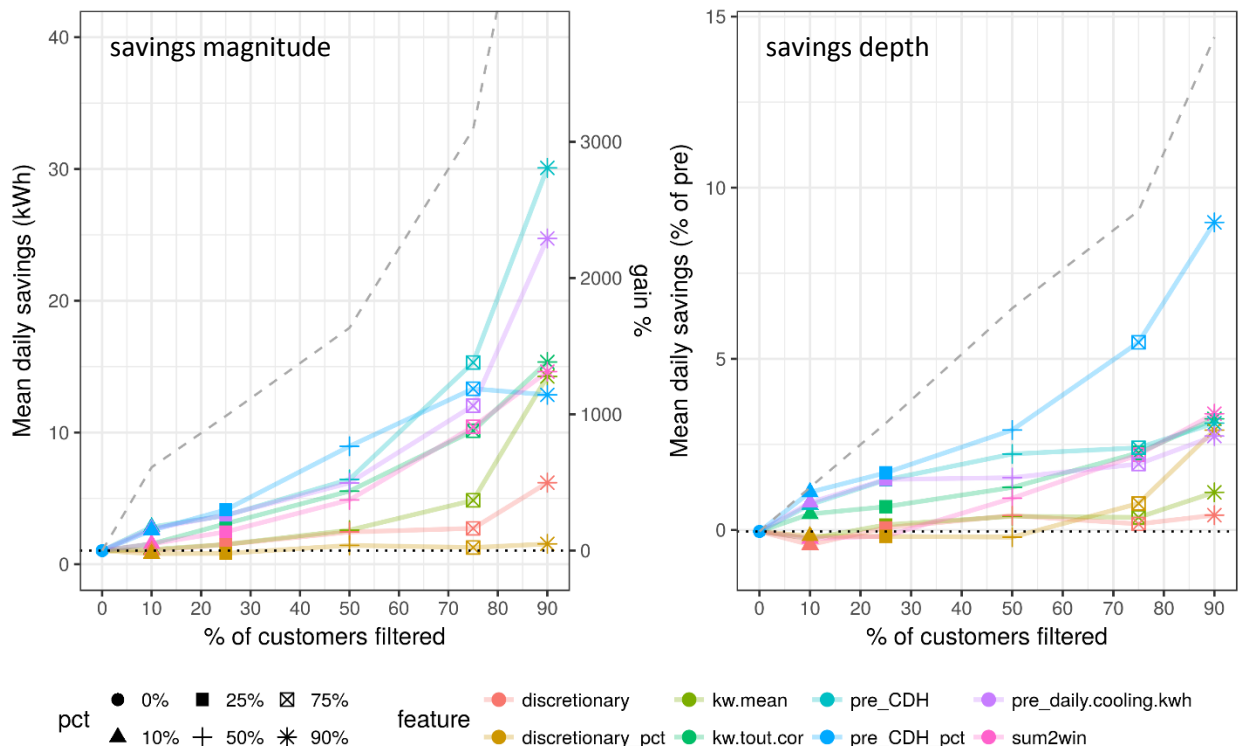 savings magnitude
40
30
20
10
0
Mean daily savings (kWh)
3000
2000
1000
0
gain %
0 10 20 30 40 50 60 70 80 90
% of customers filtered
savings depth
15
10
5
0
Mean daily savings (% of pre)
0 10 20 30 40 50 60 70 80 90
% of customers filtered
pct
0% 25% 75%
10% 50% 90%
feature
discretionary kw.mean pre_CDH pre_daily.cooling.kwh
discretionary_pct kw.tout.cor pre_CDH_pct sum2win